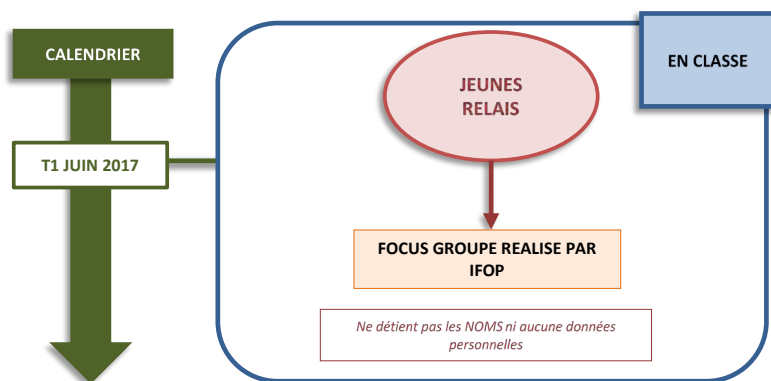 CALENDRIER
EN CLASSE
JEUNES
RELAIS
T1 JUIN 2017
FOCUS GROUPE REALISE PAR
IFOP
Ne détient pas les NOMS ni aucune données
personnelles